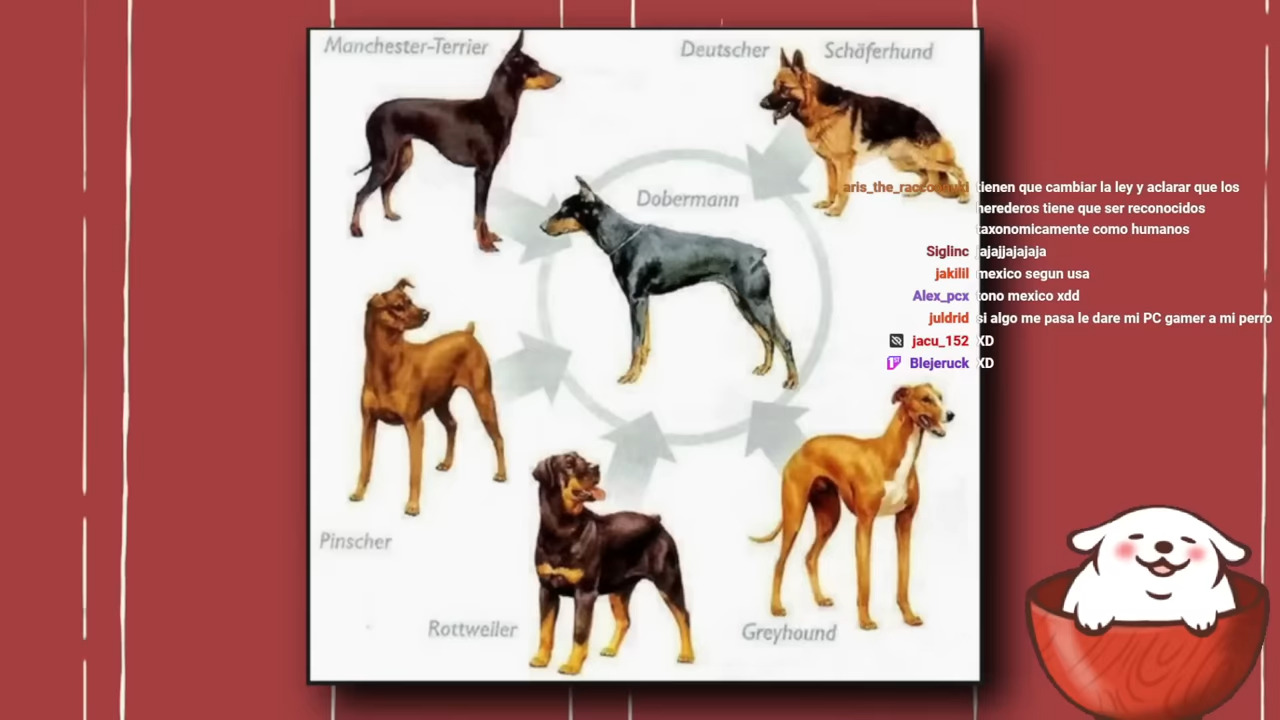 Manchester-Terrier
Deutscher Schäferhund
Dobermann
tienen que cambiar la ley y aclarar que los
herederos tiene que ser reconocidos
taxonomicamente como humanos
Siglinc jajajjajajaja
jakilil mexico segun usa
Alex_pcx tono mexico xdd
juldrid si algo me pasa le dare mi PC gamer a mi perro
jacu_152 XD
Blejeruck XD
Pinscher
Rottweiler
Greyhound